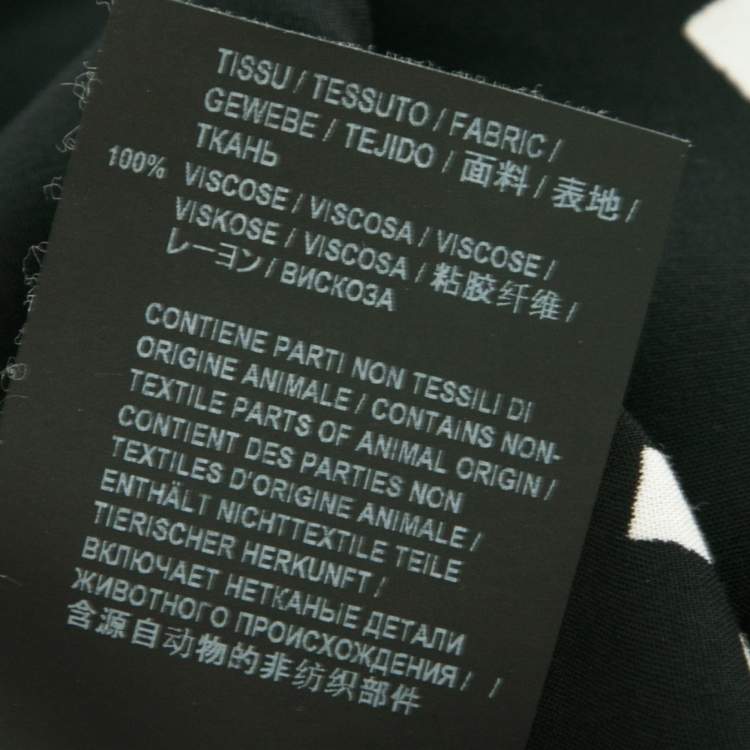 TISSU / TESSUTO / FABRIC /
GEWEBE / TEJIDO / 面料 / 表地 /
ТКАНЬ
100% VISCOSE / VISCOSA / VISCOSE /
VISKOSE / VISCOSA / 粘胶纤维 /
レーヨン / ВИСКОЗА
CONTIENE PARTI NON TESSILI DI
ORIGINE ANIMALE / CONTAINS NON-
TEXTILE PARTS OF ANIMAL ORIGIN /
CONTIENT DES PARTIES NON
TEXTILES D'ORIGINE ANIMALE /
ENTHÄLT NICHTTEXTILE TEILE
TIERISCHER HERKUNFT /
ВКЛЮЧАЕТ НЕТКАНЫЕ ДЕТАЛИ
ЖИВОТНОГО ПРОИСХОЖДЕНИЯ / /
含源自动物的非纺织部件